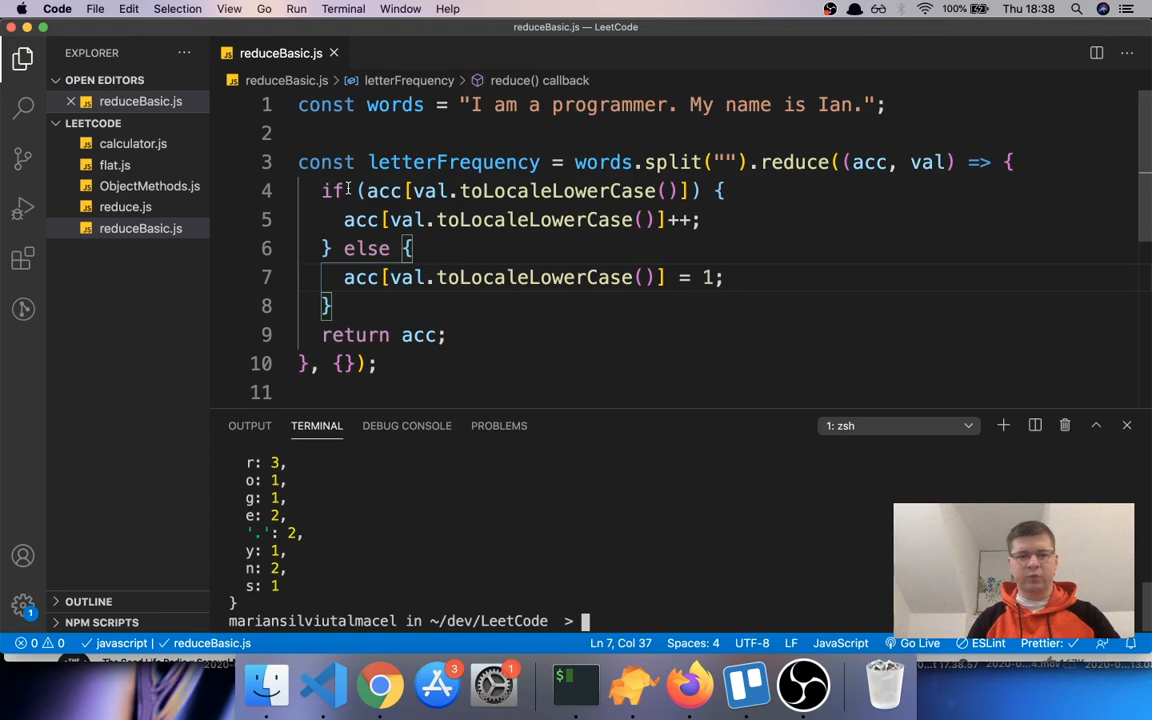 Code File Edit Selection View Go Run Terminal Window Help 100% Thu 18:38
reduceBasic.js — LeetCode
EXPLORER
OPEN EDITORS
reduceBasic.js
LEETCODE
calculator.js
flat.js
ObjectMethods.js
reduce.js
reduceBasic.js
OUTLINE
NPM SCRIPTS
reduceBasic.js
reduceBasic.js › letterFrequency › reduce() callback
1 const words = "I am a programmer. My name is Ian.";
2
3 const letterFrequency = words.split("").reduce((acc, val) => {
4 if (acc[val.toLocaleLowerCase()]) {
5 acc[val.toLocaleLowerCase()]++;
6 } else {
7 acc[val.toLocaleLowerCase()] = 1;
8 }
9 return acc;
10 }, {});
11
OUTPUT TERMINAL DEBUG CONSOLE PROBLEMS 1: zsh
r: 3,
o: 1,
g: 1,
e: 2,
'.': 2,
y: 1,
n: 2,
s: 1
}
mariansilviutalmacel in ~/dev/LeetCode >
1
0 0 javascript | reduceBasic.js Ln 7, Col 37 Spaces: 4 UTF-8 LF JavaScript Go Live ESLint Prettier:
3
1
$